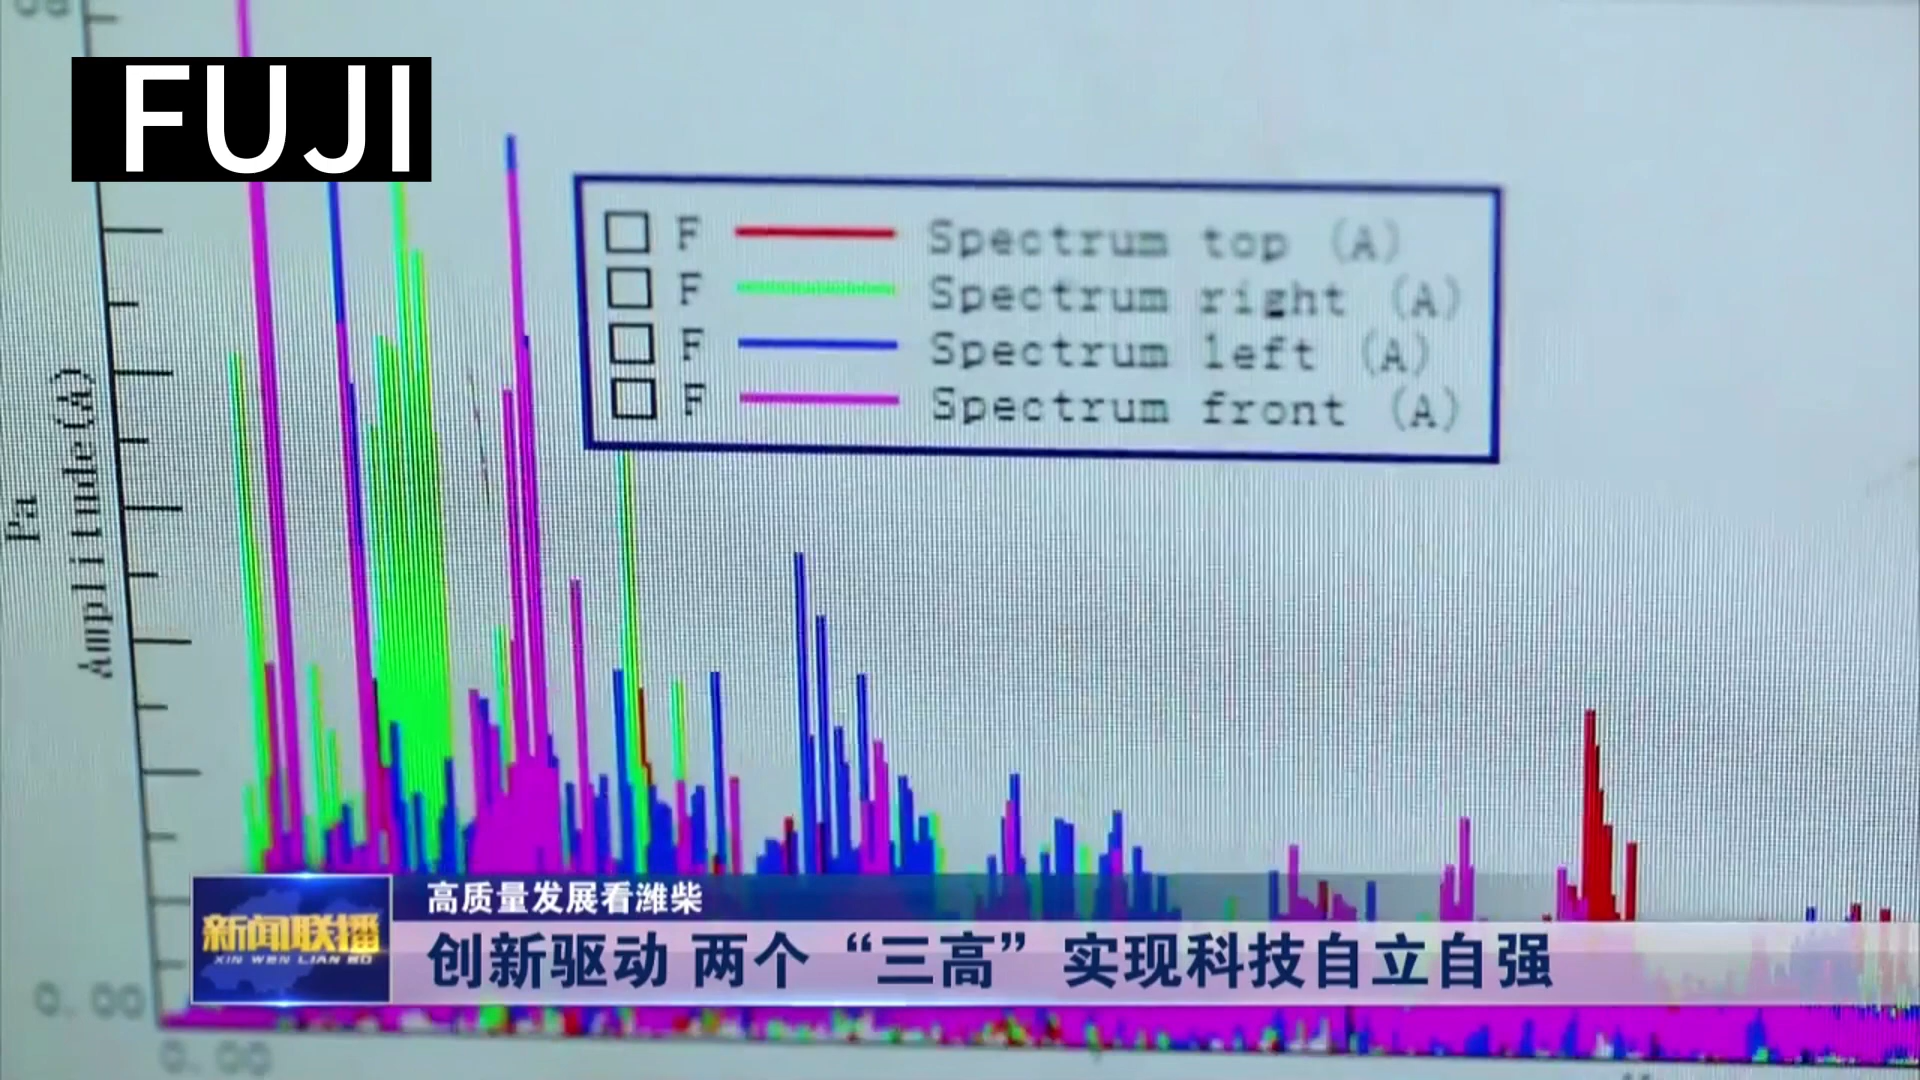 FUJI
F Spectrum top (A)
F Spectrum right (A)
F Spectrum left (A)
F Spectrum front (A)
Pa
Amplitude(A)
高质量发展看潍柴
新闻联播
XIN WEN LIAN BO
创新驱动 两个“三高”实现科技自立自强
0.00
0.00